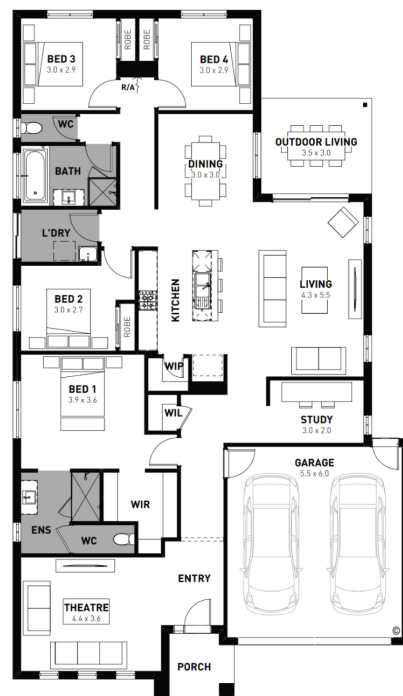 BED 3
3.0 x 2.9
ROBE
ROBE
BED 4
3.0 x 2.9
R/A
WC
BATH
DINING
3.0 x 3.0
OUTDOOR LIVING
3.5 x 3.0
L'DRY
KITCHEN
LIVING
4.3 x 5.5
BED 2
3.0 x 2.7
ROBE
WIP
BED 1
3.9 x 3.6
WIL
STUDY
3.0 x 2.0
GARAGE
5.5 x 6.0
WIR
ENS
WC
ENTRY
THEATRE
4.4 x 3.6
PORCH
©